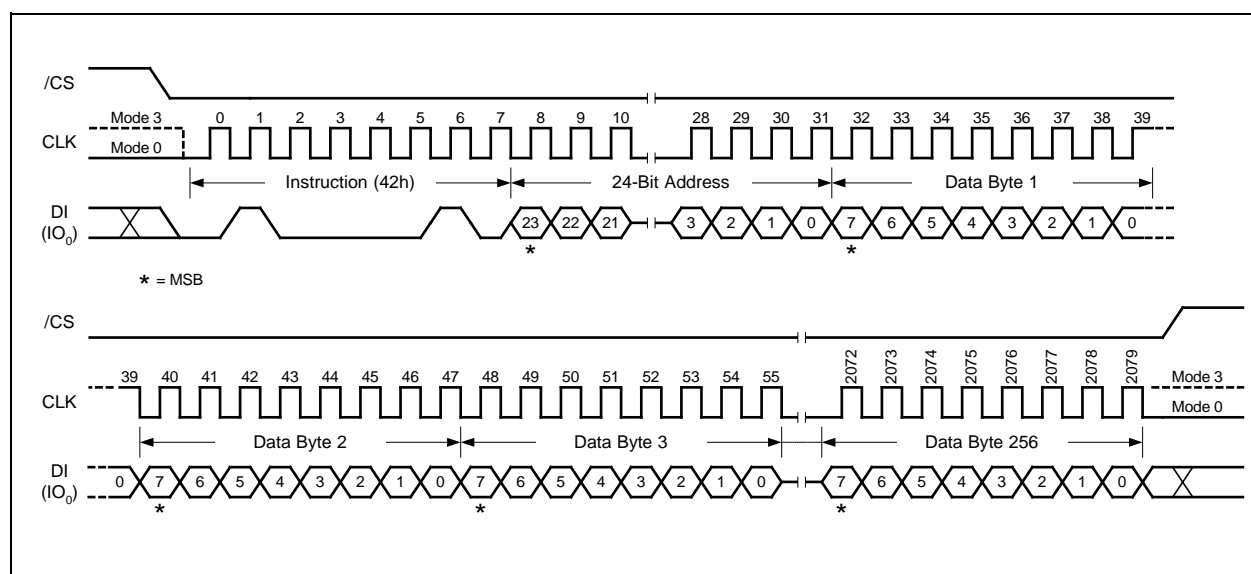 /CS
Mode 3 0 1 2 3 4 5 6 7 8 9 10 28 29 30 31 32 33 34 35 36 37 38 39
CLK
Mode 0
Instruction (42h) 24-Bit Address Data Byte 1
DI
(IO0) 23 22 21 3 2 1 0 7 6 5 4 3 2 1 0
* *
* = MSB
/CS
39 40 41 42 43 44 45 46 47 48 49 50 51 52 53 54 55 2072 2073 2074 2075 2076 2077 2078 2079
Mode 3
CLK
Mode 0
Data Byte 2 Data Byte 3 Data Byte 256
DI
(IO0) 0 7 6 5 4 3 2 1 0 7 6 5 4 3 2 1 0 7 6 5 4 3 2 1 0
* * *